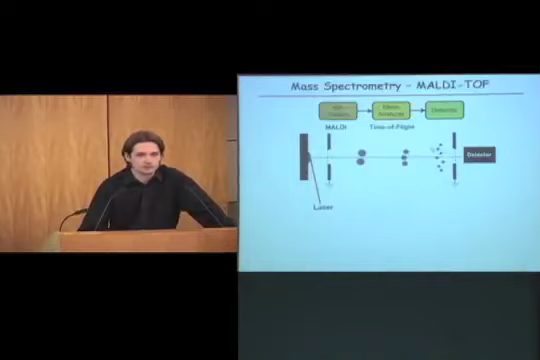 Mass Spectrometry - MALDI-TOF
Ion Source Mass Analyzer Detector
MALDI Time-of-Flight
Detector
Laser